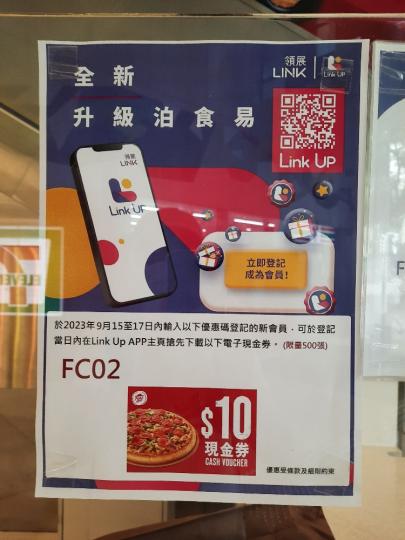 全新
升級泊食易
領展
LINK
Link UP
Link UP
領展
LINK
Link UP
立即登記
成為會員!
於2023年9月15至17日內輸入以下優惠碼登記的新會員,可於登記
當日內在Link Up APP主頁搶先下載以下電子現金券。(限量500張)
FC02
$10
現金券
CASH VOUCHER
優惠受條款及細則約束
ELEVEN
F